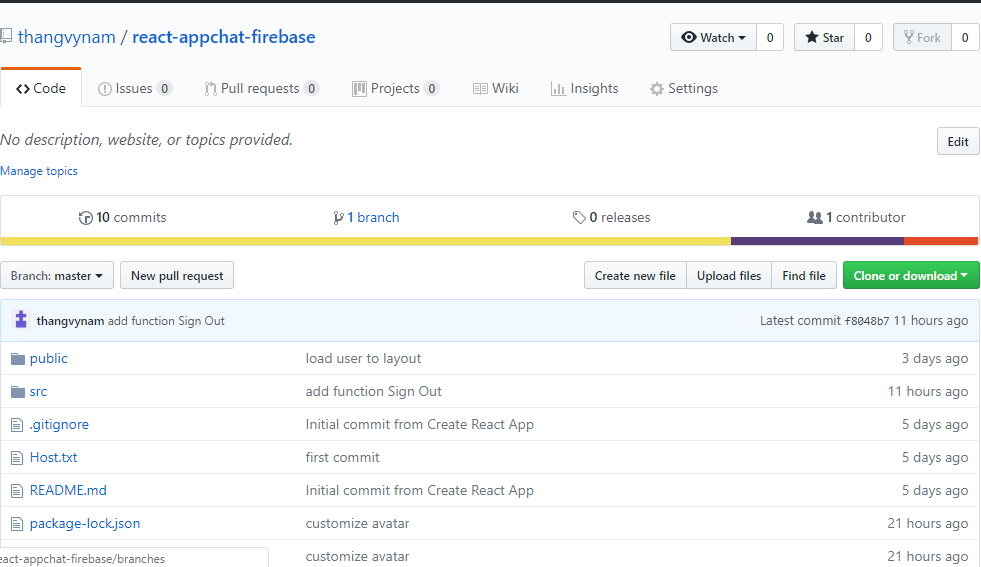 thangvynam / react-appchat-firebase
Watch 0 Star 0 Fork 0
Code Issues 0 Pull requests 0 Projects 0 Wiki Insights Settings
No description, website, or topics provided.
Edit
Manage topics
10 commits 1 branch 0 releases 1 contributor
Branch: master New pull request Create new file Upload files Find file Clone or download
thangvynam add function Sign Out Latest commit f8048b7 11 hours ago
public load user to layout 3 days ago
src add function Sign Out 11 hours ago
.gitignore Initial commit from Create React App 5 days ago
Host.txt first commit 5 days ago
README.md Initial commit from Create React App 5 days ago
package-lock.json customize avatar 21 hours ago
customize avatar 21 hours ago
eact-appchat-firebase/branches